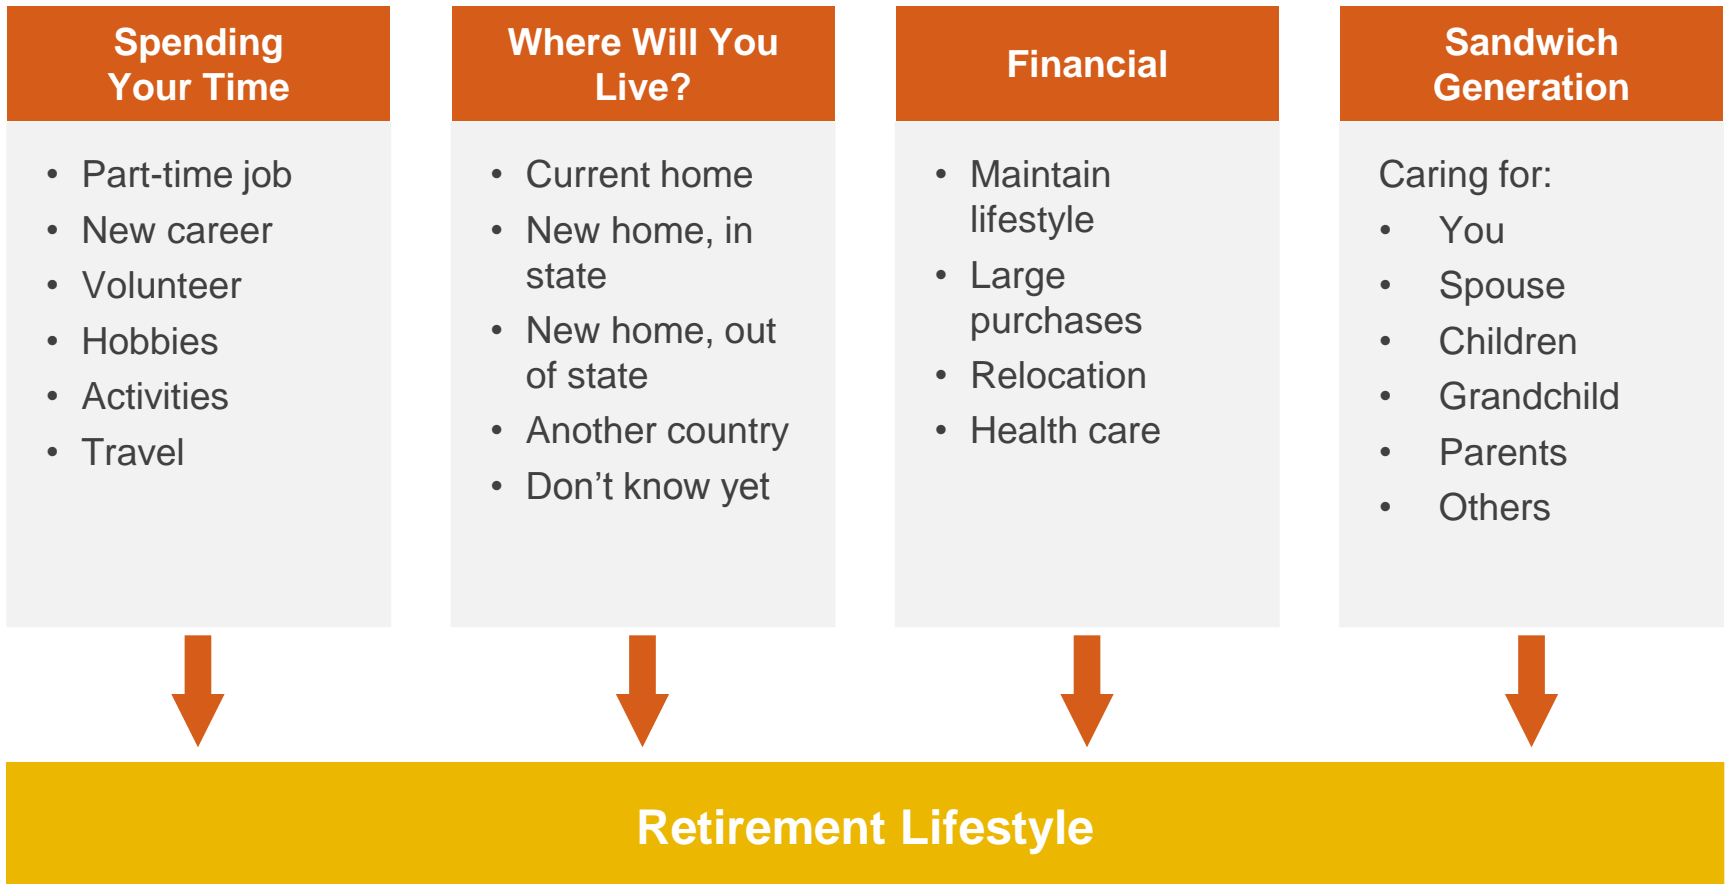 Spending
Your Time
• Part-time job
• New career
• Volunteer
• Hobbies
• Activities
• Travel
Where Will You
Live?
• Current home
• New home, in
state
• New home, out
of state
• Another country
• Don’t know yet
Financial
• Maintain
lifestyle
• Large
purchases
• Relocation
• Health care
Sandwich
Generation
Caring for:
• You
• Spouse
• Children
• Grandchild
• Parents
• Others
Retirement Lifestyle